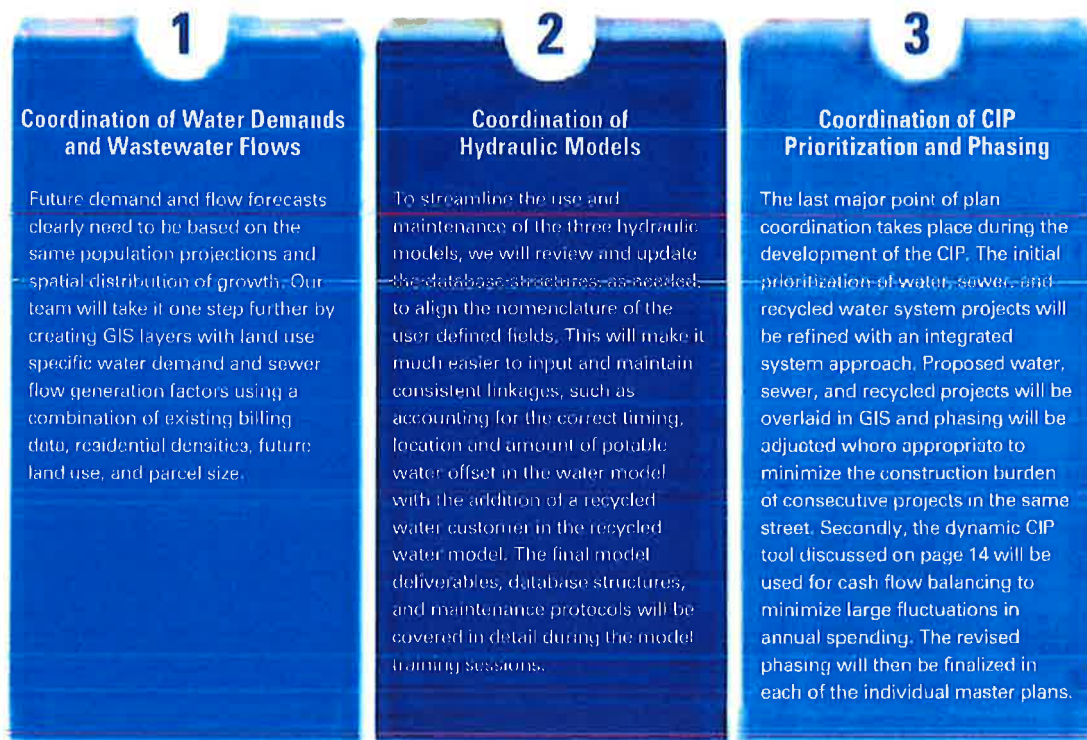 1
Coordination of Water Demands
and Wastewater Flows
Future demand and flow forecasts
clearly need to be based on the
same population projections and
spatial distribution of growth. Our
team will take it one step further by
creating GIS layers with land use
specific water demand and sewer
flow generation factors using a
combination of existing billing
data, residential densities, future
land use, and parcel size.
2
Coordination of
Hydraulic Models
To streamline the use and
maintenance of the three hydraulic
models, we will review and update
the database structures, as needed,
to align the nomenclature of the
user defined fields. This will make it
much easier to input and maintain
consistent linkages, such as
accounting for the correct timing,
location and amount of potable
water offset in the water model
with the addition of a recycled
water customer in the recycled
water model. The final model
deliverables, database structures,
and maintenance protocols will be
covered in detail during the model
training sessions.
3
Coordination of CIP
Prioritization and Phasing
The last major point of plan
coordination takes place during the
development of the CIP. The initial
prioritization of water, sewer, and
recycled water system projects will
be refined with an integrated
system approach. Proposed water,
sewer, and recycled projects will be
overlaid in GIS and phasing will be
adjusted where appropriate to
minimize the construction burden
of consecutive projects in the same
street. Secondly, the dynamic CIP
tool discussed on page 14 will be
used for cash flow balancing to
minimize large fluctuations in
annual spending. The revised
phasing will then be finalized in
each of the individual master plans.